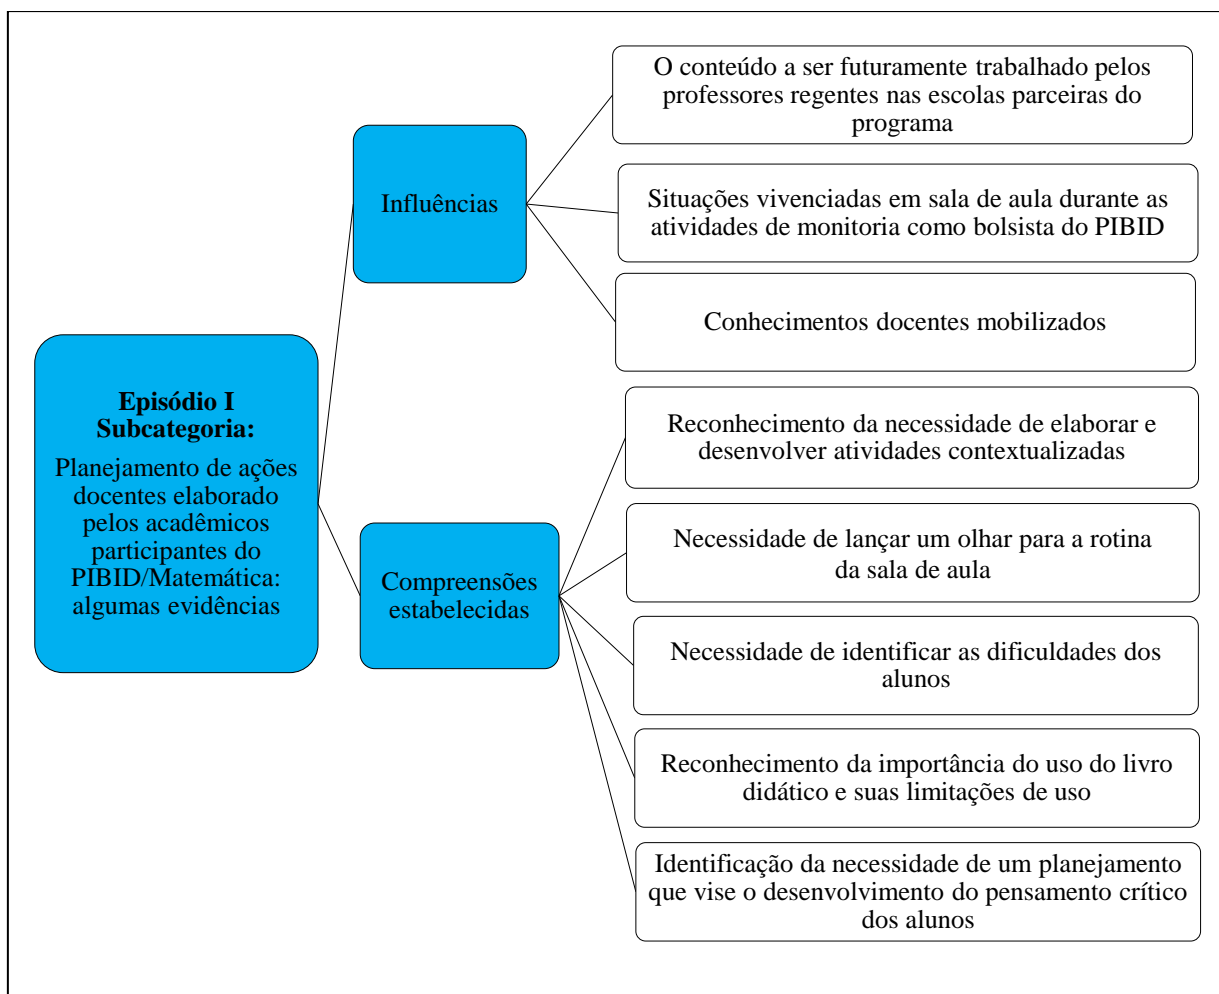 O conteúdo a ser futuramente trabalhado pelos
professores regentes nas escolas parceiras do
programa
Influências
Situações vivenciadas em sala de aula durante as
atividades de monitoria como bolsista do PIBID
Conhecimentos docentes mobilizados
Episódio I
Subcategoria:
Planejamento de ações
docentes elaborado
pelos acadêmicos
participantes do
PIBID/Matemática:
algumas evidências
Reconhecimento da necessidade de elaborar e
desenvolver atividades contextualizadas
Necessidade de lançar um olhar para a rotina
da sala de aula
Compreensões
estabelecidas
Necessidade de identificar as dificuldades dos
alunos
Reconhecimento da importância do uso do livro
didático e suas limitações de uso
Identificação da necessidade de um planejamento
que vise o desenvolvimento do pensamento crítico
dos alunos